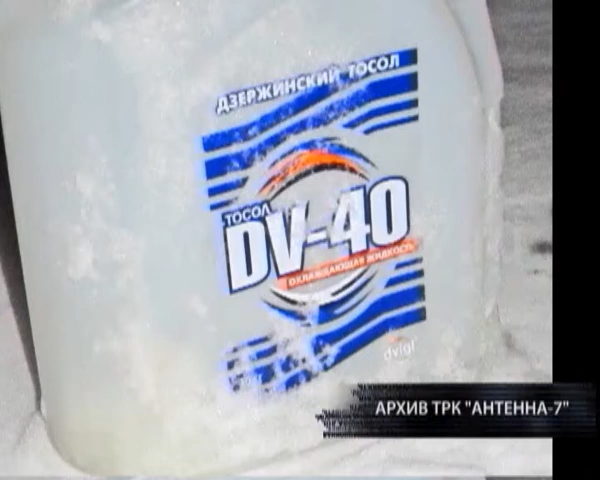 ДЗЕРЖИНСКИЙ ТОСОЛ
ТОСОЛ
DV-40
ОХЛАЖДАЮЩАЯ ЖИДКОСТЬ
dvigl
АРХИВ ТРК "АНТЕННА-7"